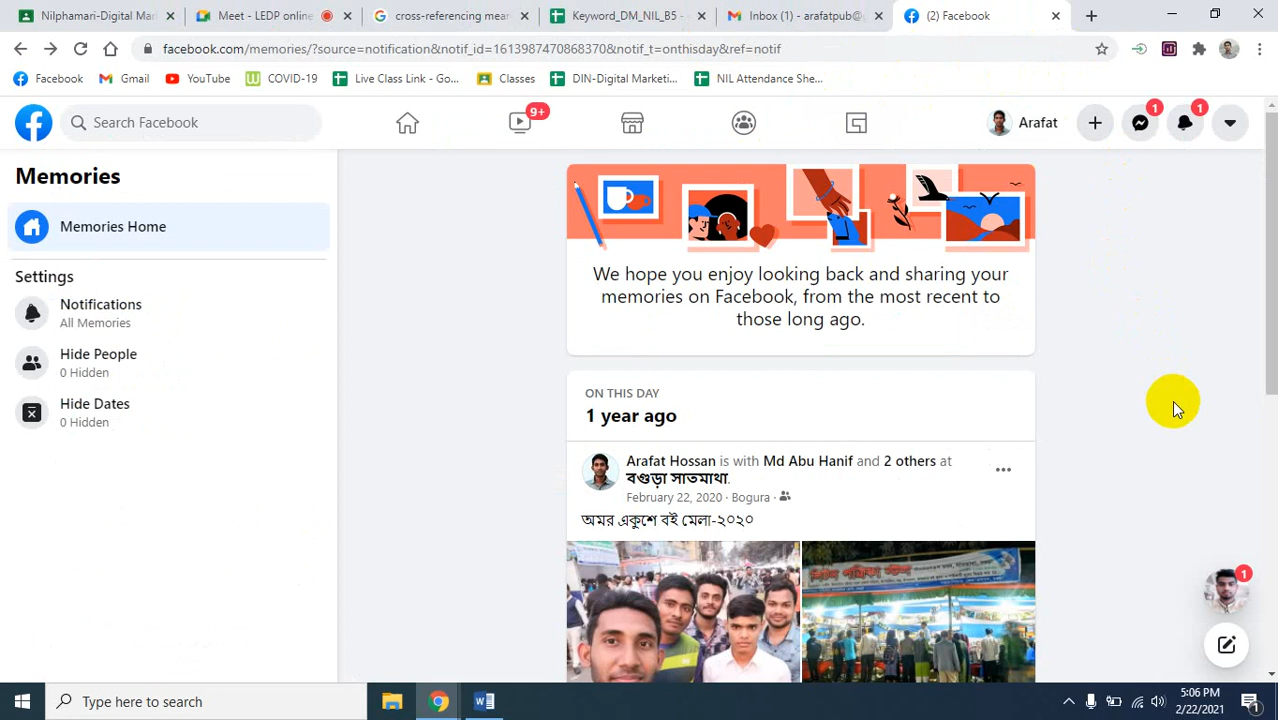 Nilphamari-Digital Mar
Meet - LEDP online
cross-referencing mean
Keyword_DM_NIL_B5 -
Inbox (1) - arafatpub@g
(2) Facebook
facebook.com/memories/?source=notification&notif_id=1613987470868370&notif_t=onthisday&ref=notif
Facebook
Gmail
YouTube
COVID-19
Live Class Link - Go...
Classes
DIN-Digital Marketi...
NIL Attendance She...
Search Facebook
9+
Arafat
1
1
Memories
Memories Home
Settings
Notifications
All Memories
Hide People
0 Hidden
Hide Dates
0 Hidden
We hope you enjoy looking back and sharing your
memories on Facebook, from the most recent to
those long ago.
ON THIS DAY
1 year ago
Arafat Hossan is with Md Abu Hanif and 2 others at
বগুড়া সাতমাথা.
February 22, 2020 · Bogura ·
অমর একুশে বই মেলা-২০২০
1
Type here to search
5:06 PM
2/22/2021
1